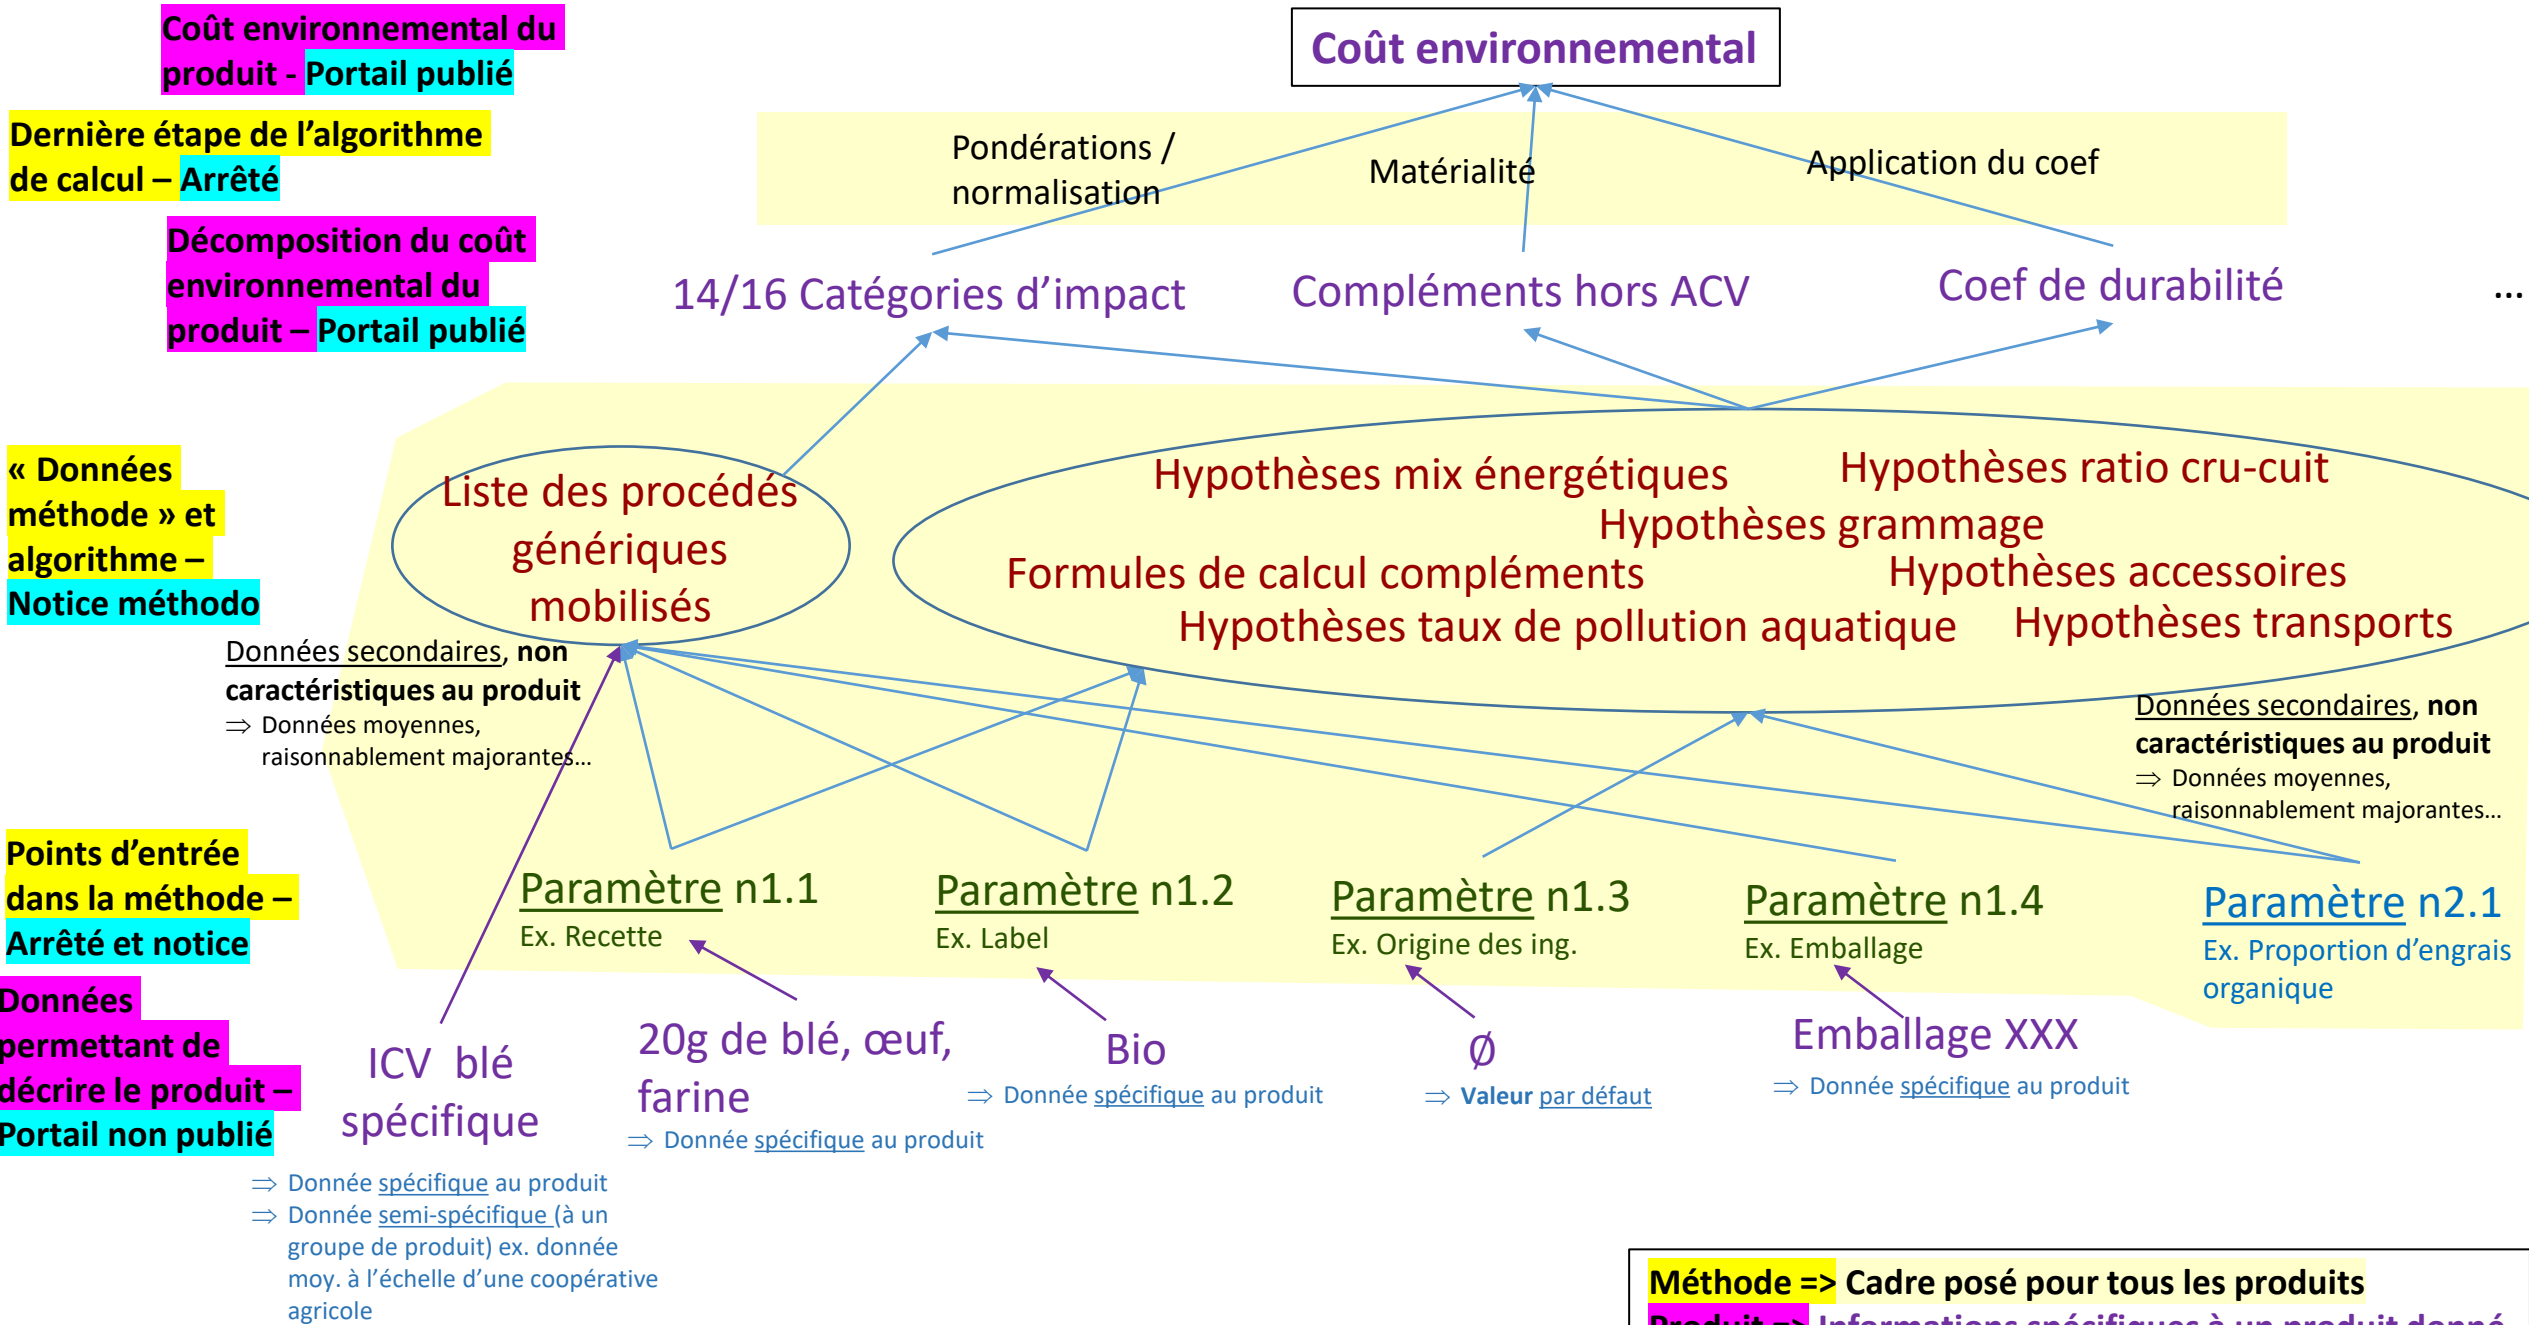 Coût environnemental du
produit - Portail publié
Coût environnemental
Dernière étape de l’algorithme
de calcul – Arrêté
Pondérations /
normalisation
Matérialité
Application du coef
Décomposition du coût
environnemental du
produit – Portail publié
14/16 Catégories d’impact
Compléments hors ACV
Coef de durabilité
...
« Données
méthode » et
algorithme –
Notice méthodo
Liste des procédés
génériques
mobilisés
Hypothèses mix énergétiques
Hypothèses ratio cru-cuit
Hypothèses grammage
Formules de calcul compléments
Hypothèses accessoires
Hypothèses taux de pollution aquatique
Hypothèses transports
Données secondaires, non
caractéristiques au produit
⇒ Données moyennes,
raisonnablement majorantes...
Données secondaires, non
caractéristiques au produit
⇒ Données moyennes,
raisonnablement majorantes...
Points d’entrée
dans la méthode –
Arrêté et notice
Paramètre n1.1
Ex. Recette
Paramètre n1.2
Ex. Label
Paramètre n1.3
Ex. Origine des ing.
Paramètre n1.4
Ex. Emballage
Paramètre n2.1
Ex. Proportion d’engrais
organique
Données
permettant de
décrire le produit –
Portail non publié
ICV blé
spécifique
⇒ Donnée spécifique au produit
⇒ Donnée semi-spécifique (à un
groupe de produit) ex. donnée
moy. à l’échelle d’une coopérative
agricole
20g de blé, œuf,
farine
⇒ Donnée spécifique au produit
Bio
⇒ Donnée spécifique au produit
Ø
⇒ Valeur par défaut
Emballage XXX
⇒ Donnée spécifique au produit
Méthode => Cadre posé pour tous les produits
Produit => Informations spécifiques à un produit donné